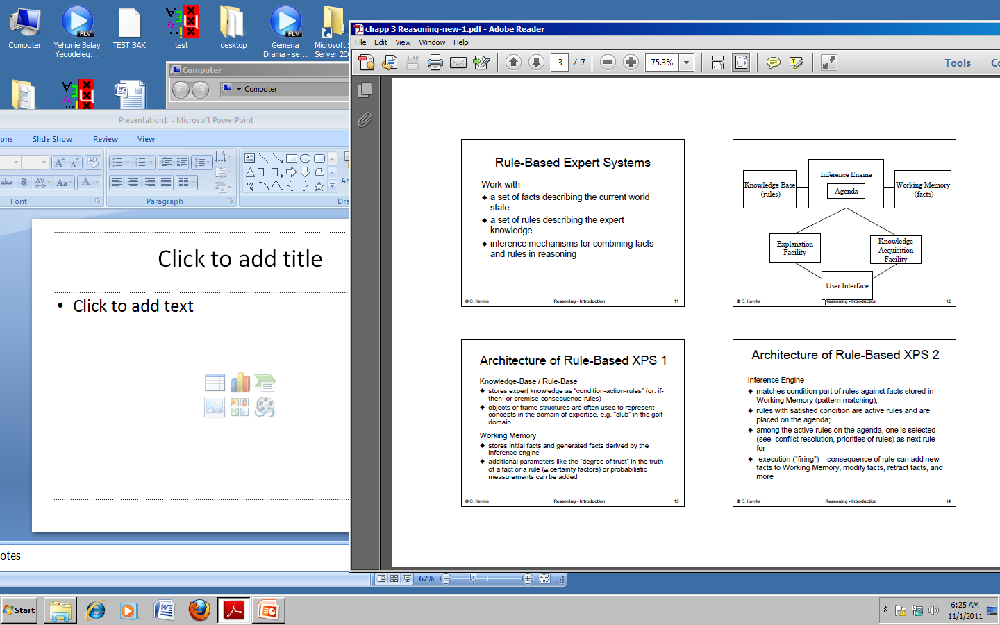 Computer
Yehunie Belay
Yegodeleg...
TEST.BAK
test
desktop
Gemena
Drama - se...
Microsoft S
Server 200
FLV
FLV
Computer
Computer
Presentation1 - Microsoft PowerPoint
ons Slide Show Review View
Font Paragraph Dra
Click to add title
• Click to add text
otes
62%
chapp 3 Reasoning-new-1.pdf - Adobe Reader
File Edit View Window Help
3 / 7 75.3% Tools Co
Rule-Based Expert Systems
Work with
◆ a set of facts describing the current world
state
◆ a set of rules describing the expert
knowledge
◆ inference mechanisms for combining facts
and rules in reasoning
© C. Kemke Reasoning - Introduction 11
Knowledge Base
(rules)
Inference Engine
Agenda
Working Memory
(facts)
Explanation
Facility
Knowledge
Acquisition
Facility
User Interface
© C. Kemke Reasoning - Introduction 12
Architecture of Rule-Based XPS 1
Knowledge-Base / Rule-Base
◆ stores expert knowledge as "condition-action-rules" (or: if-
then- or premise-consequence-rules)
◆ objects or frame structures are often used to represent
concepts in the domain of expertise, e.g. "club" in the golf
domain.
Working Memory
◆ stores initial facts and generated facts derived by the
inference engine
◆ additional parameters like the "degree of trust" in the truth
of a fact or a rule (≅ certainty factors) or probabilistic
measurements can be added
© C. Kemke Reasoning - Introduction 13
Architecture of Rule-Based XPS 2
Inference Engine
◆ matches condition-part of rules against facts stored in
Working Memory (pattern matching);
◆ rules with satisfied condition are active rules and are
placed on the agenda;
◆ among the active rules on the agenda, one is selected
(see conflict resolution, priorities of rules) as next rule
for
◆ execution ("firing") – consequence of rule can add new
facts to Working Memory, modify facts, retract facts, and
more
© C. Kemke Reasoning - Introduction 14
Start
6:25 AM
11/1/2011